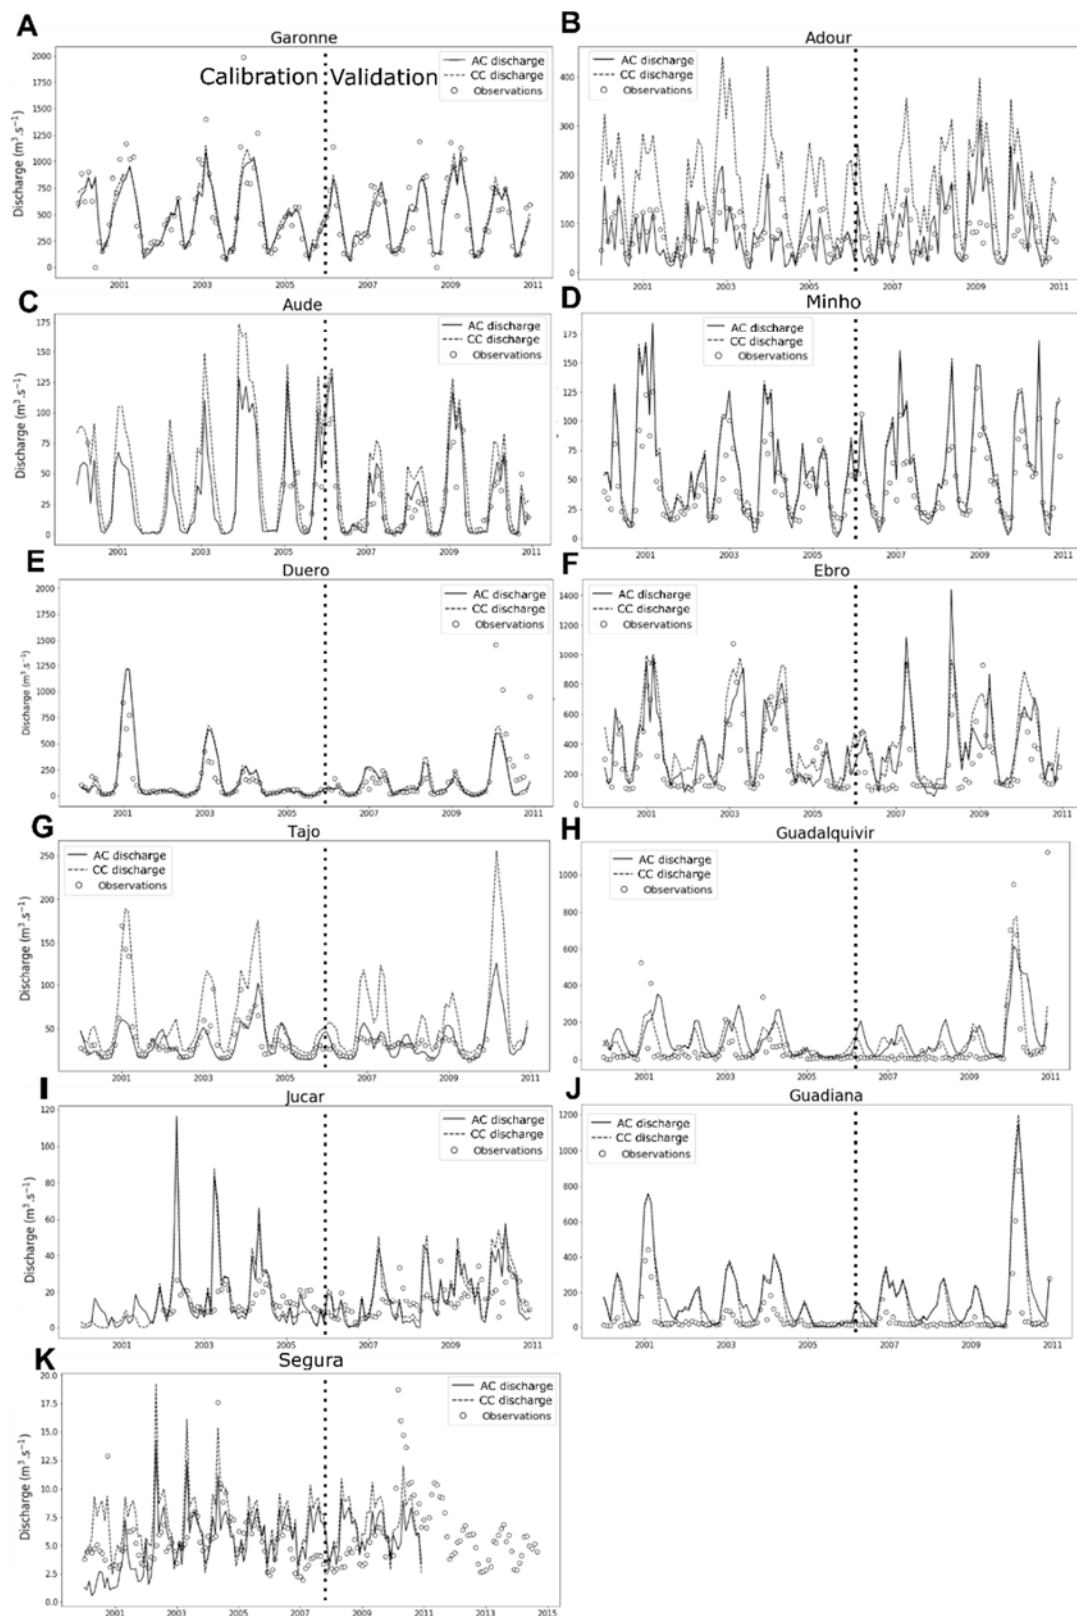 A
Garonne
Calibration
Validation
AC discharge
CC discharge
Observations
Discharge (m³.s⁻¹)
2000
1750
1500
1250
1000
750
500
250
0
2001
2003
2005
2007
2009
2011
B
Adour
AC discharge
CC discharge
Observations
400
300
200
100
0
2001
2003
2005
2007
2009
2011
C
Aude
AC discharge
CC discharge
Observations
Discharge (m³.s⁻¹)
175
150
125
100
75
50
25
0
2001
2003
2005
2007
2009
2011
D
Minho
AC discharge
CC discharge
Observations
175
150
125
100
75
50
25
0
2001
2003
2005
2007
2009
2011
E
Duero
AC discharge
CC discharge
Observations
Discharge (m³.s⁻¹)
2000
1750
1500
1250
1000
750
500
250
0
2001
2003
2005
2007
2009
2011
F
Ebro
AC discharge
CC discharge
Observations
1400
1200
1000
800
600
400
200
0
2001
2003
2005
2007
2009
2011
G
Tajo
AC discharge
CC discharge
Observations
Discharge (m³.s⁻¹)
250
200
150
100
50
2001
2003
2005
2007
2009
2011
H
Guadalquivir
AC discharge
CC discharge
Observations
1000
800
600
400
200
0
2001
2003
2005
2007
2009
2011
I
Jucar
AC discharge
CC discharge
Observations
Discharge (m³.s⁻¹)
120
100
80
60
40
20
0
2001
2003
2005
2007
2009
2011
J
Guadiana
AC discharge
CC discharge
Observations
1200
1000
800
600
400
200
0
2001
2003
2005
2007
2009
2011
K
Segura
AC discharge
CC discharge
Observations
Discharge (m³.s⁻¹)
20.0
17.5
15.0
12.5
10.0
7.5
5.0
2.5
0.0
2001
2003
2005
2007
2009
2011
2013
2015